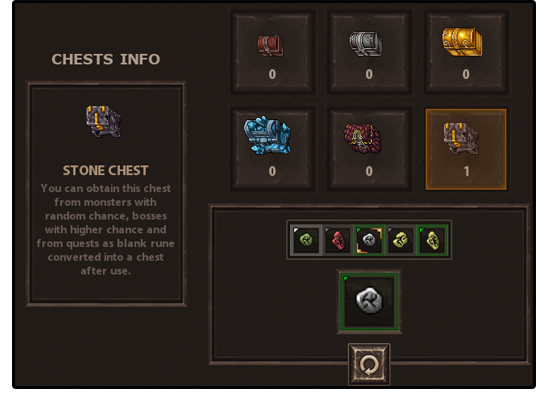 CHESTS INFO
0
0
0
STONE CHEST
You can obtain this chest
from monsters with
random chance, bosses
with higher chance and
from quests as blank rune
converted into a chest
after use.
0
0
1